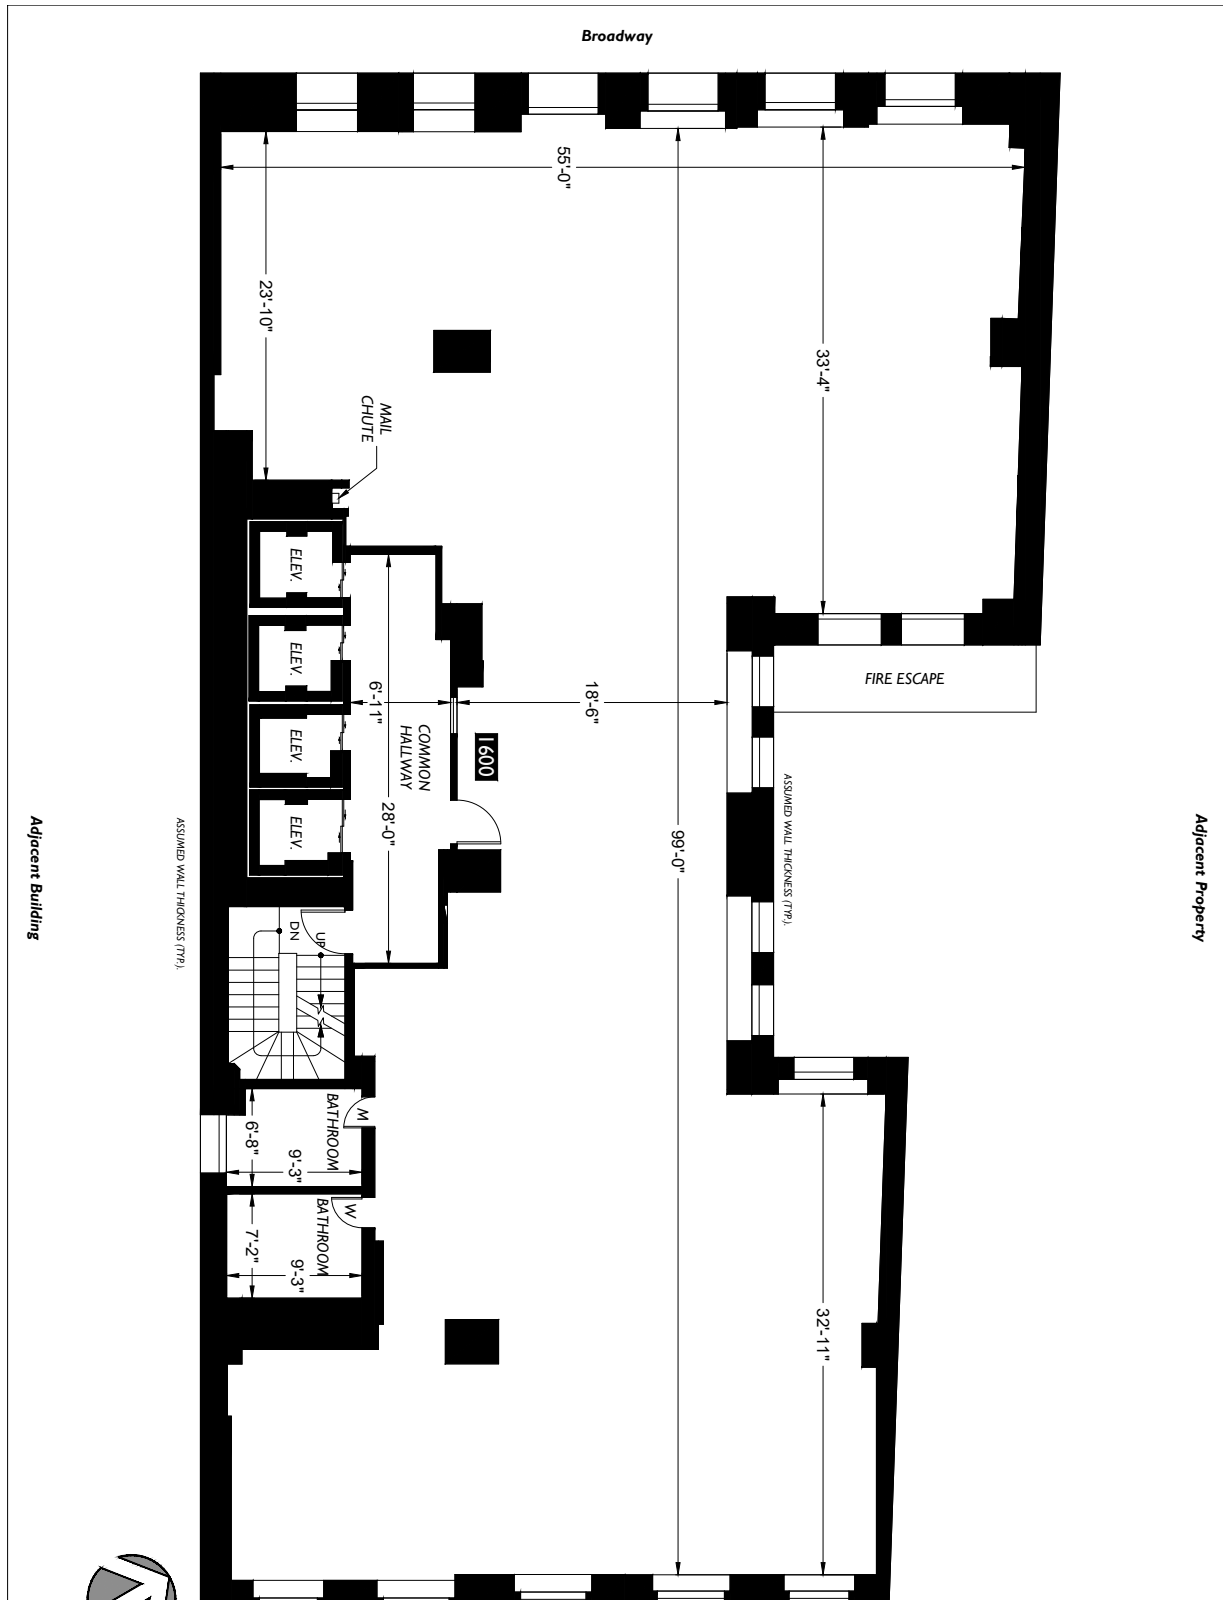 Broadway
55'-0"
23'-10"
33'-4"
MAIL
CHUTE
ELEV.
ELEV.
ELEV.
ELEV.
6'-11"
COMMON
HALLWAY
28'-0"
1600
18'-6"
99'-0"
FIRE ESCAPE
ASSUMED WALL THICKNESS (TYP.).
ASSUMED WALL THICKNESS (TYP.).
Adjacent Building
Adjacent Property
DN
UP
M
BATHROOM
6'-8"
9'-3"
W
BATHROOM
7'-2"
9'-3"
32'-11"